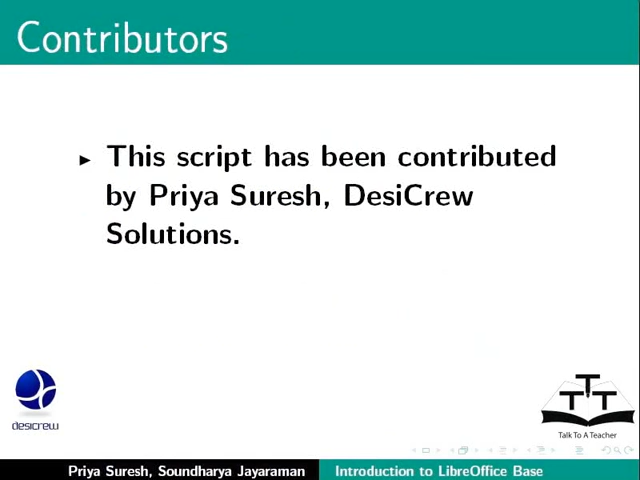 Contributors
▶ This script has been contributed
by Priya Suresh, DesiCrew
Solutions.
desicrew
T T T
Talk To A Teacher
Priya Suresh, Soundharya Jayaraman
Introduction to LibreOffice Base